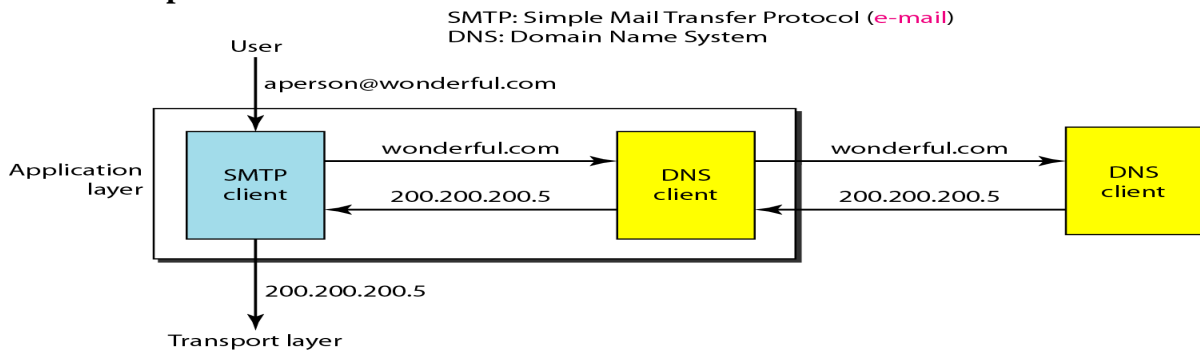 SMTP: Simple Mail Transfer Protocol (e-mail)
DNS: Domain Name System
User
aperson@wonderful.com
Application
layer
SMTP
client
wonderful.com
200.200.200.5
DNS
client
wonderful.com
200.200.200.5
DNS
client
200.200.200.5
Transport layer